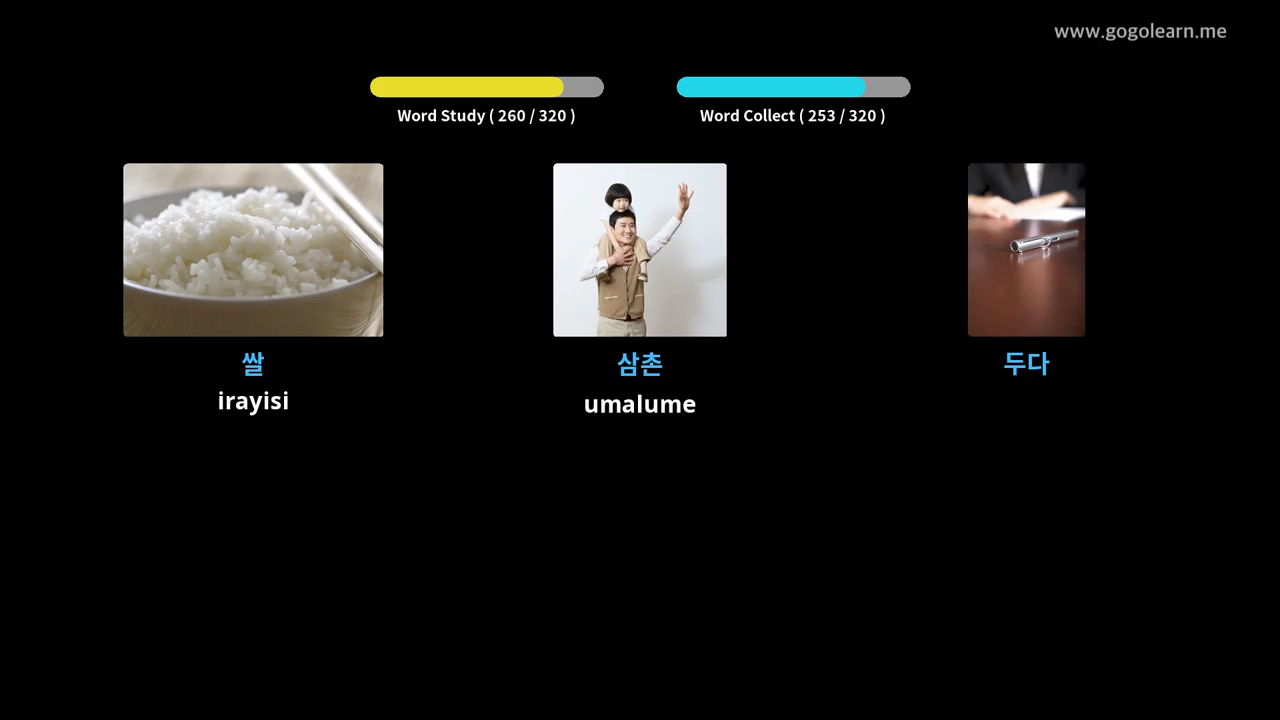 www.gogolearn.me
Word Study ( 260 / 320 )
Word Collect ( 253 / 320 )
쌀
삼촌
두다
irayisi
umalume